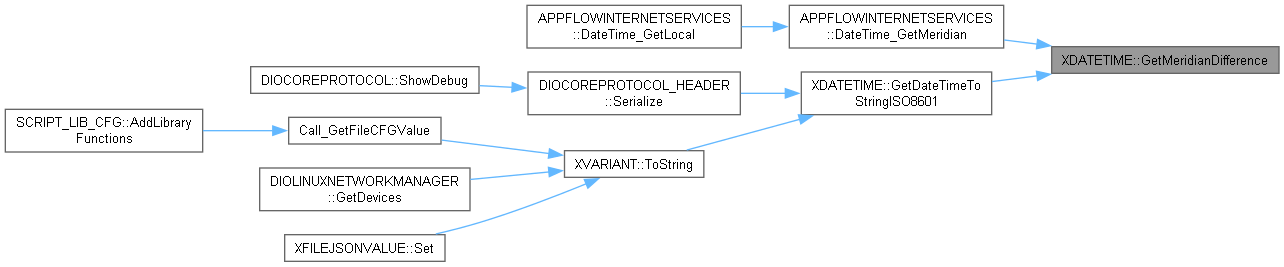 APPFLOWINTERNETSERVICES
::DateTime_GetLocal
APPFLOWINTERNETSERVICES
::DateTime_GetMeridian
XDATETIME::GetMeridianDifference
DIOCOREPROTOCOL::ShowDebug
DIOCOREPROTOCOL_HEADER
::Serialize
XDATETIME::GetDateTimeTo
StringISO8601
SCRIPT_LIB_CFG::AddLibrary
Functions
Call_GetFileCFGValue
XVARIANT::ToString
DIOLINUXNETWORKMANAGER
::GetDevices
XFILEJSONVALUE::Set